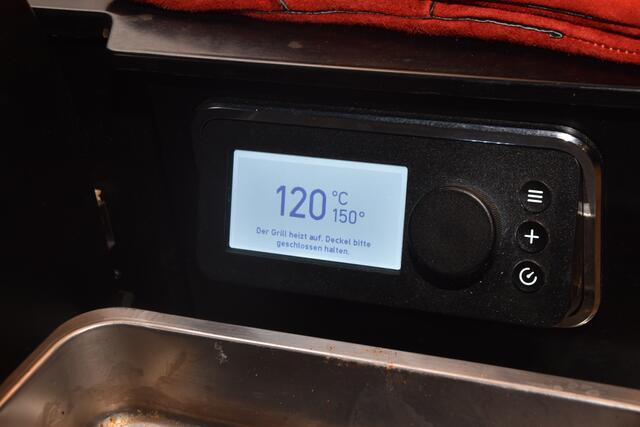 120 °C
150°
Der Grill heizt auf. Deckel bitte
geschlossen halten.